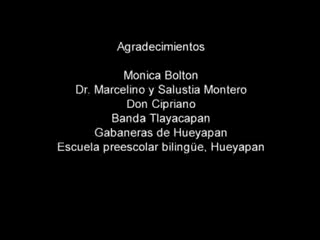 Agradecimientos
Monica Bolton
Dr. Marcelino y Salustia Montero
Don Cipriano
Banda Tlayacapan
Gabaneras de Hueyapan
Escuela preescolar bilingüe, Hueyapan